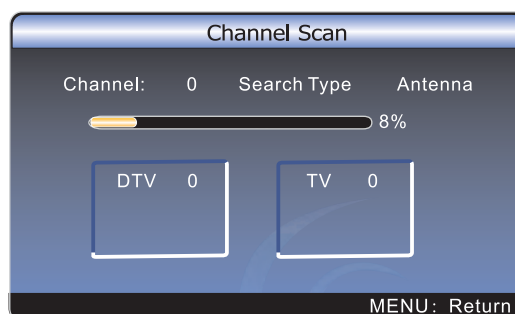 Channel Scan
Channel: 0 Search Type Antenna
8%
DTV 0 TV 0
MENU: Return